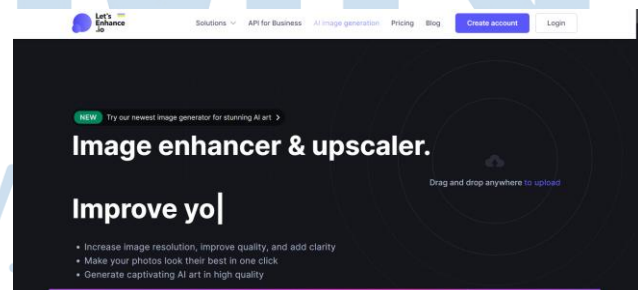 Let's
Enhance
.io
Solutions
API for Business
AI image generation
Pricing
Blog
Create account
Login
NEW Try our newest image generator for stunning AI art >
Image enhancer & upscaler.
Drag and drop anywhere to upload
Improve yo|
• Increase image resolution, improve quality, and add clarity
• Make your photos look their best in one click
• Generate captivating AI art in high quality